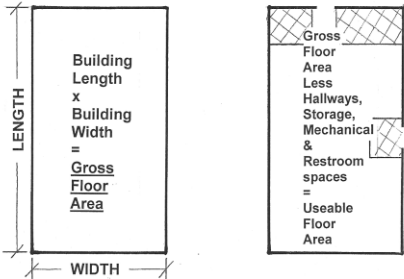 LENGTH
Building
Length
x
Building
Width
=
Gross
Floor
Area
WIDTH
Gross
Floor
Area
Less
Hallways,
Storage,
Mechanical
&
Restroom
spaces
=
Useable
Floor
Area